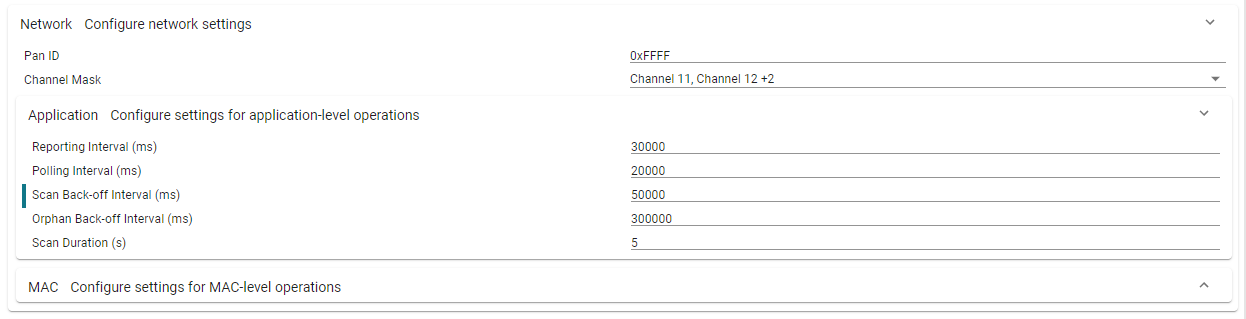 Network Configure network settings
Pan ID 0xFFFF
Channel Mask Channel 11, Channel 12 +2
Application Configure settings for application-level operations
Reporting Interval (ms) 30000
Polling Interval (ms) 20000
Scan Back-off Interval (ms) 50000
Orphan Back-off Interval (ms) 300000
Scan Duration (s) 5
MAC Configure settings for MAC-level operations